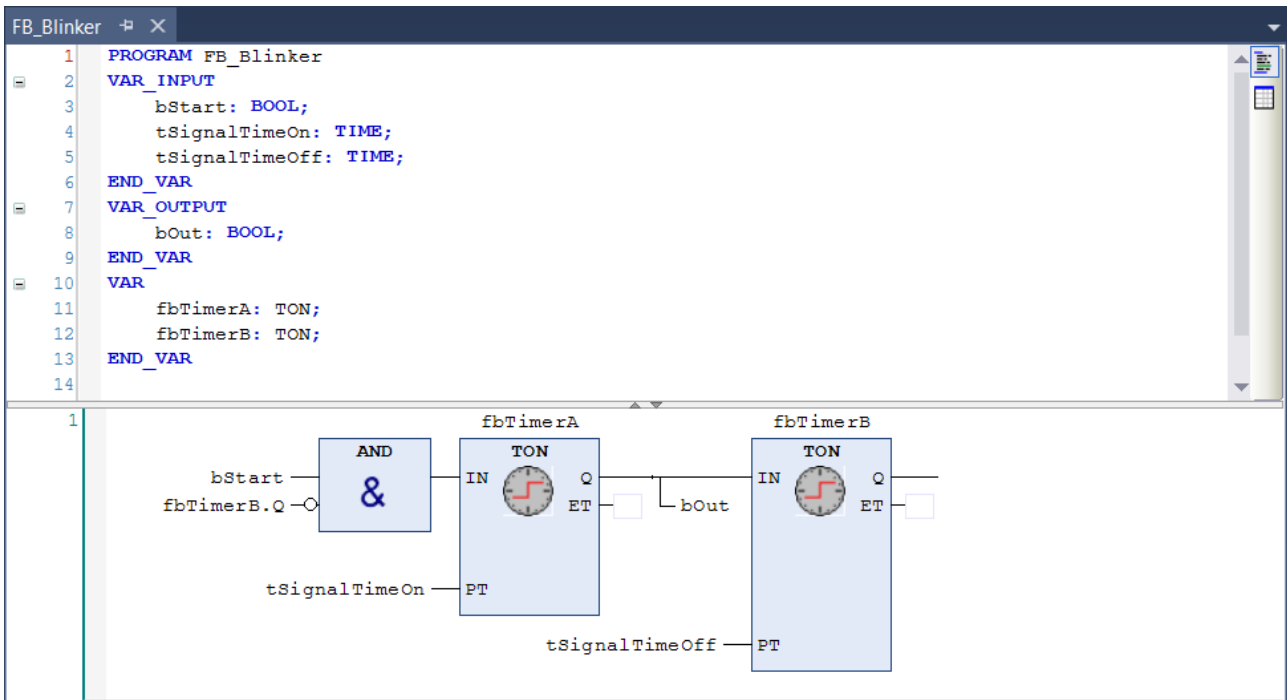 FB_Blinker
1 PROGRAM FB_Blinker
2 VAR_INPUT
3 bStart: BOOL;
4 tSignalTimeOn: TIME;
5 tSignalTimeOff: TIME;
6 END_VAR
7 VAR_OUTPUT
8 bOut: BOOL;
9 END_VAR
10 VAR
11 fbTimerA: TON;
12 fbTimerB: TON;
13 END_VAR
14
1 fbTimerA fbTimerB
AND TON TON
bStart & IN Q IN Q
fbTimerB.Q ET bOut ET
tSignalTimeOn PT
tSignalTimeOff PT